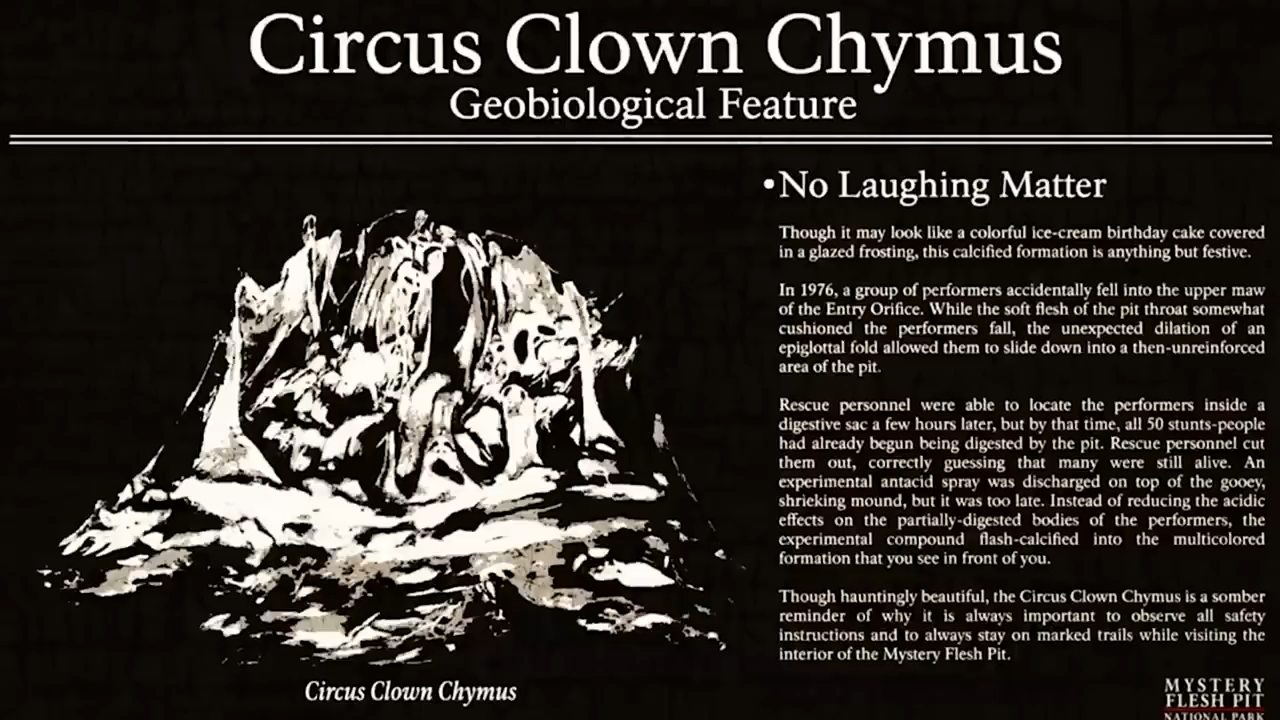 Circus Clown Chymus
Geobiological Feature
•No Laughing Matter
Though it may look like a colorful ice-cream birthday cake covered
in a glazed frosting, this calcified formation is anything but festive.
In 1976, a group of performers accidentally fell into the upper maw
of the Entry Orifice. While the soft flesh of the pit throat somewhat
cushioned the performers fall, the unexpected dilation of an
epiglottal fold allowed them to slide down into a then-unreinforced
area of the pit.
Rescue personnel were able to locate the performers inside a
digestive sac a few hours later, but by that time, all 50 stunts-people
had already begun being digested by the pit. Rescue personnel cut
them out, correctly guessing that many were still alive. An
experimental antacid spray was discharged on top of the gooey,
shrieking mound, but it was too late. Instead of reducing the acidic
effects on the partially-digested bodies of the performers, the
experimental compound flash-calcified into the multicolored
formation that you see in front of you.
Though hauntingly beautiful, the Circus Clown Chymus is a somber
reminder of why it is always important to observe all safety
instructions and to always stay on marked trails while visiting the
interior of the Mystery Flesh Pit.
Circus Clown Chymus
MYSTERY
FLESH PIT
NATIONAL PARK